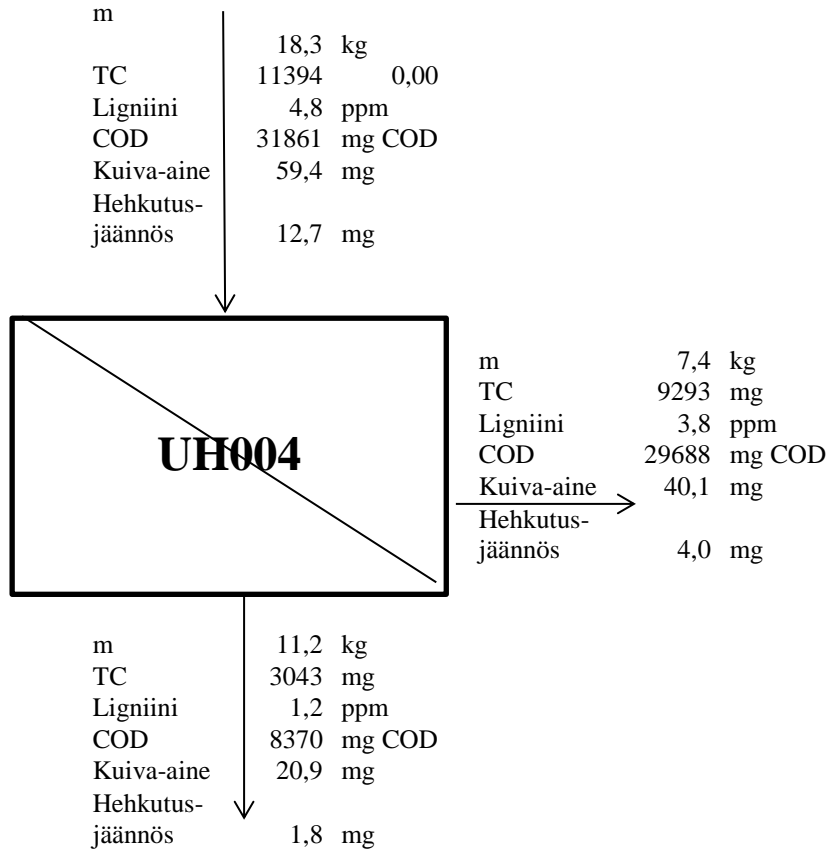 m
18,3 kg
TC 11394 0,00
Ligniini 4,8 ppm
COD 31861 mg COD
Kuiva-aine 59,4 mg
Hehkutus-
jäännös 12,7 mg
UH004
m 7,4 kg
TC 9293 mg
Ligniini 3,8 ppm
COD 29688 mg COD
Kuiva-aine 40,1 mg
Hehkutus-
jäännös 4,0 mg
m 11,2 kg
TC 3043 mg
Ligniini 1,2 ppm
COD 8370 mg COD
Kuiva-aine 20,9 mg
Hehkutus-
jäännös 1,8 mg